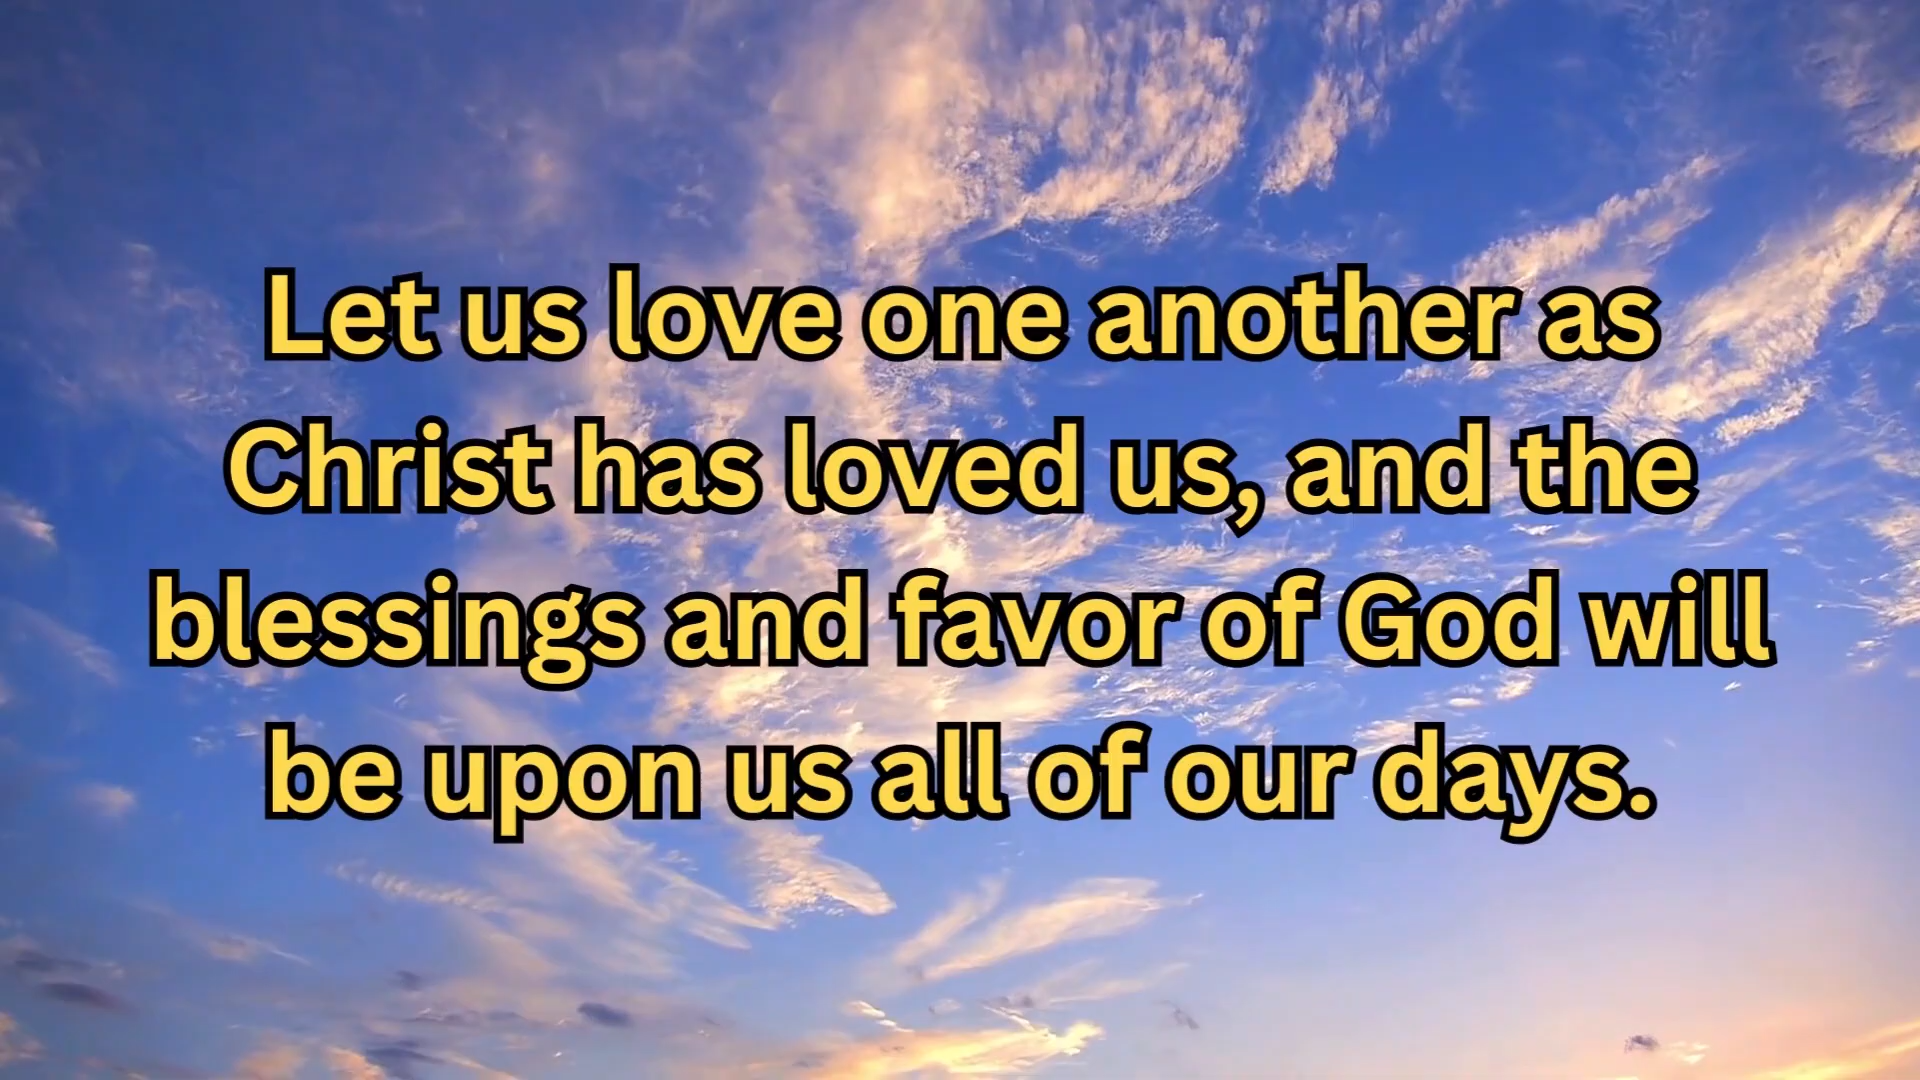 Let us love one another as
Christ has loved us, and the
blessings and favor of God will
be upon us all of our days.